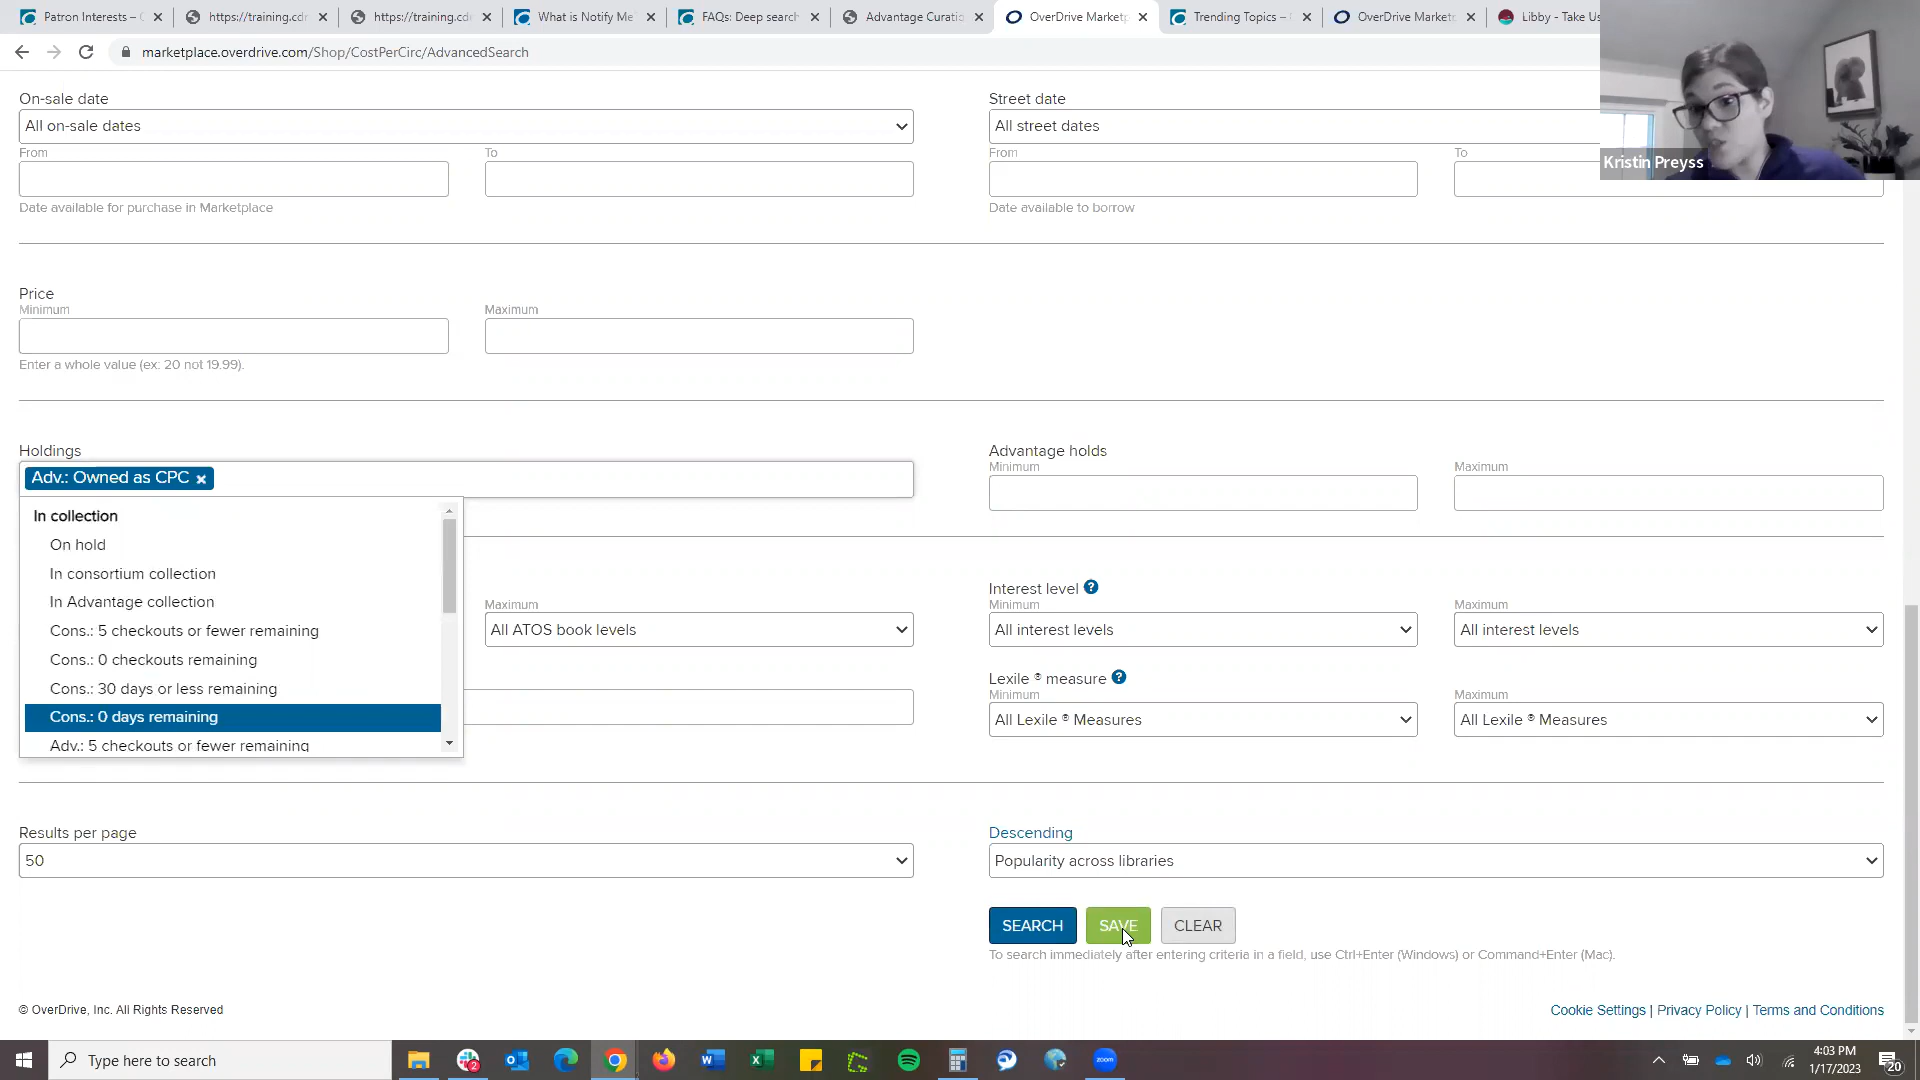 Patron Interests – C
https://training.cdn
https://training.cde
What is Notify Me
FAQs: Deep search
Advantage Curatio
OverDrive Marketp
Trending Topics –
OverDrive Marketp
Libby – Take Us
marketplace.overdrive.com/Shop/CostPerCirc/AdvancedSearch
Kristin Preyss
On-sale date
All on-sale dates
From
To
Date available for purchase in Marketplace
Street date
All street dates
From
To
Date available to borrow
Price
Minimum
Maximum
Enter a whole value (ex: 20 not 19.99).
Holdings
Adv.: Owned as CPC ×
In collection
On hold
In consortium collection
In Advantage collection
Cons.: 5 checkouts or fewer remaining
Cons.: 0 checkouts remaining
Cons.: 30 days or less remaining
Cons.: 0 days remaining
Adv.: 5 checkouts or fewer remaining
Advantage holds
Minimum
Maximum
Maximum
All ATOS book levels
Interest level ?
Minimum
All interest levels
Maximum
All interest levels
Lexile ® measure ?
Minimum
All Lexile ® Measures
Maximum
All Lexile ® Measures
Results per page
50
Descending
Popularity across libraries
SEARCH
SAVE
CLEAR
To search immediately after entering criteria in a field, use Ctrl+Enter (Windows) or Command+Enter (Mac).
© OverDrive, Inc. All Rights Reserved
Cookie Settings | Privacy Policy | Terms and Conditions
Type here to search
zoom
4:03 PM
1/17/2023
20